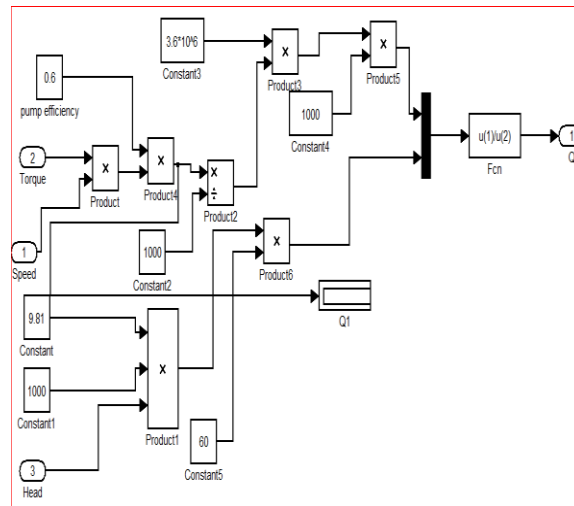 3.6*10^6
×
×
Constant3
Product3
Product5
0.6
pump efficiency
1000
Constant4
1
u(1)/u(2)
Fcn
Q
2
Torque
×
Product
×
Product4
×
÷
Product2
1
Speed
1000
Constant2
×
Product6
9.81
Constant
Q1
1000
Constant1
×
Product1
60
Constant5
3
Head